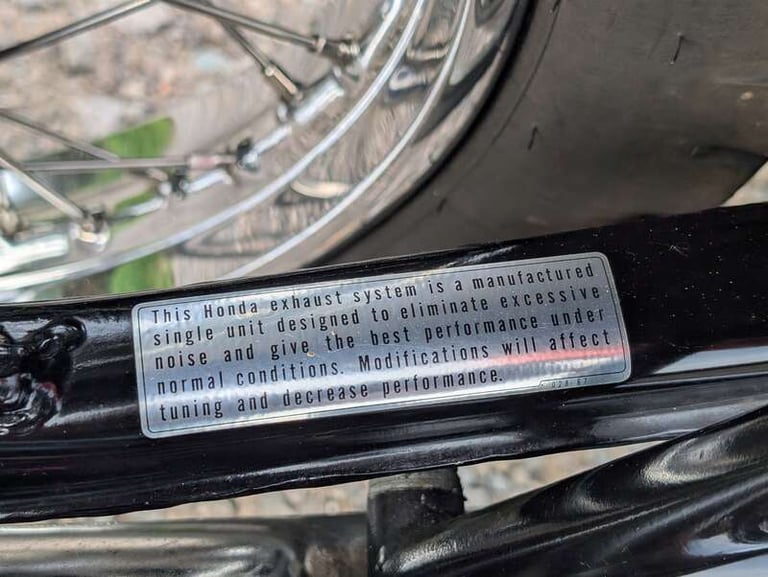 This Honda exhaust system is a manufactured
single unit designed to eliminate excessive
noise and give the best performance under
normal conditions. Modifications will affect
tuning and decrease performance.